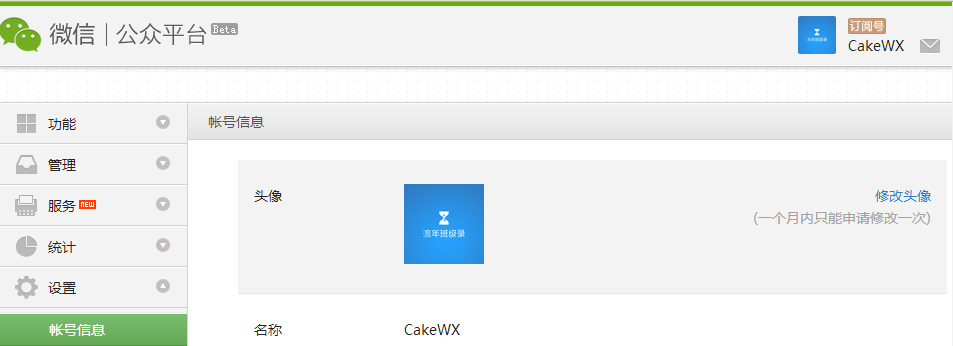 微信 | 公众平台 Beta
订阅号
CakeWX
功能
管理
服务 NEW
统计
设置
帐号信息
帐号信息
头像
流年班级录
修改头像
(一个月内只能申请修改一次)
名称
CakeWX